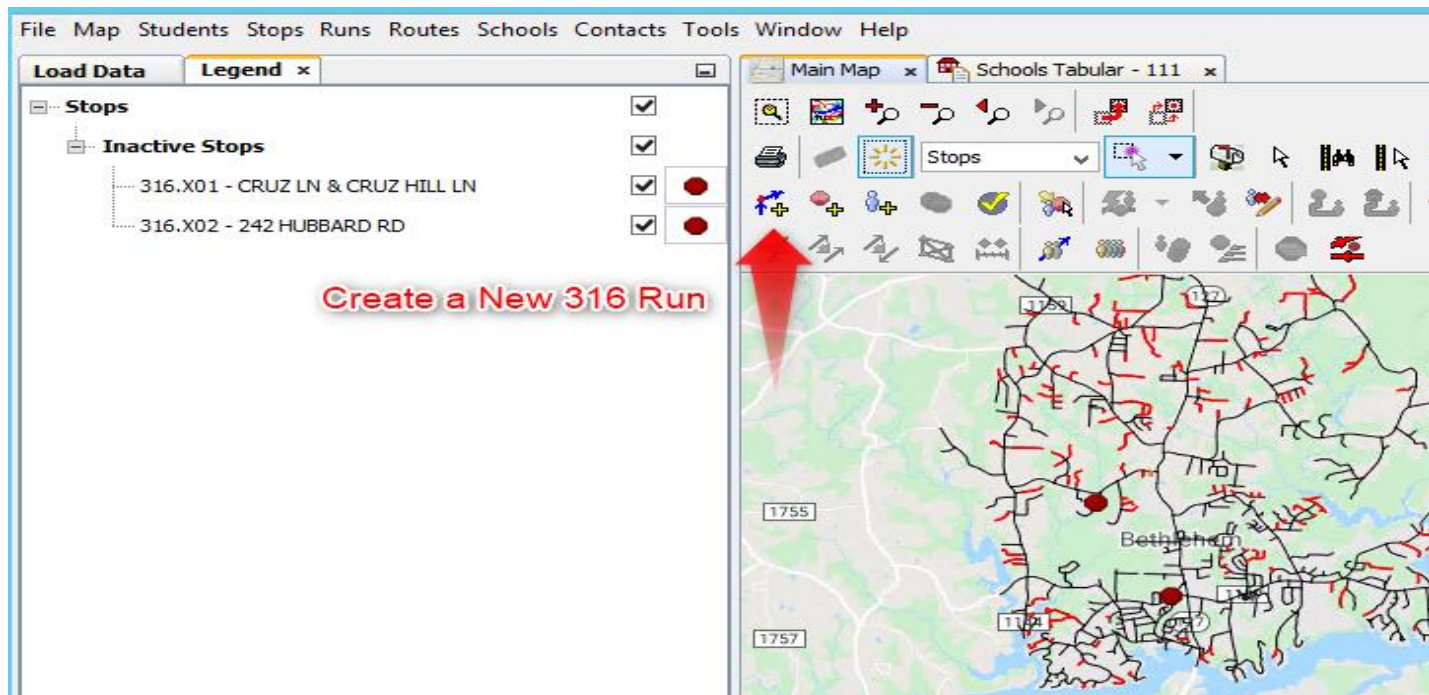 File Map Students Stops Runs Routes Schools Contacts Tools Window Help
Load Data Legend ×
Stops
Inactive Stops
316.X01 - CRUZ LN & CRUZ HILL LN
316.X02 - 242 HUBBARD RD
Create a New 316 Run
Main Map × Schools Tabular - 111 ×
Stops
1159
127
1755
Bethlehem
1757